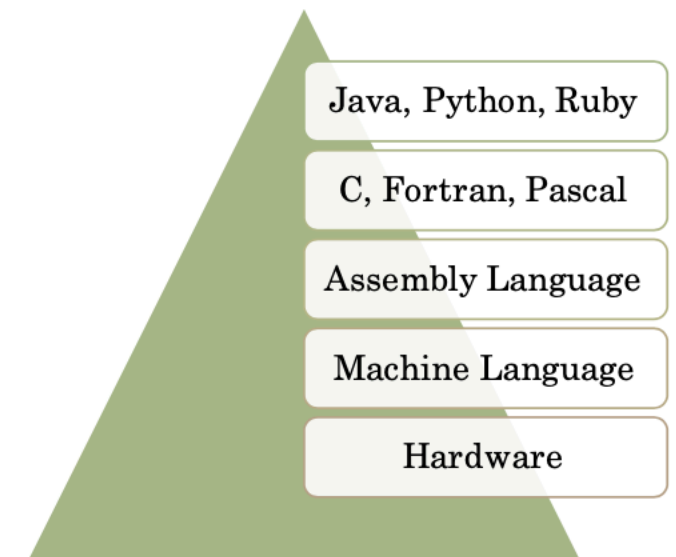 Java, Python, Ruby
C, Fortran, Pascal
Assembly Language
Machine Language
Hardware